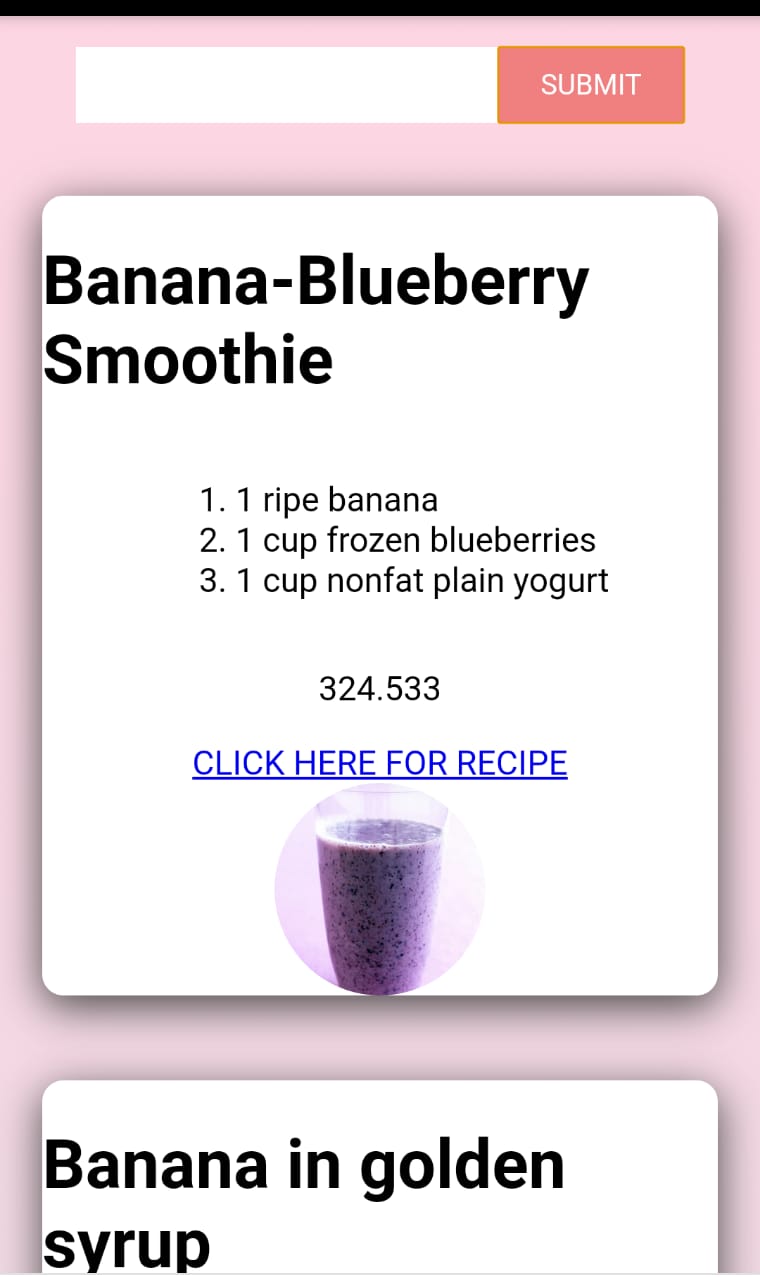 SUBMIT
Banana-Blueberry
Smoothie
1. 1 ripe banana
2. 1 cup frozen blueberries
3. 1 cup nonfat plain yogurt
324.533
CLICK HERE FOR RECIPE
Banana in golden
syrup